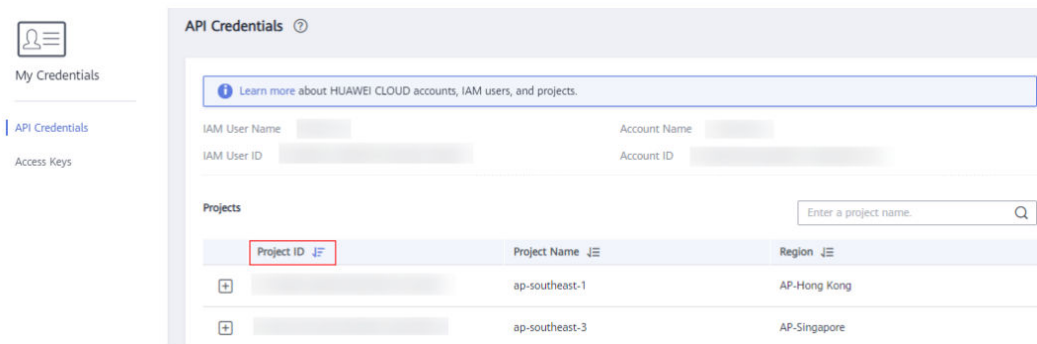 API Credentials ?
My Credentials
i Learn more about HUAWEI CLOUD accounts, IAM users, and projects.
API Credentials
IAM User Name Account Name
Access Keys
IAM User ID Account ID
Projects
Enter a project name.
Project ID Project Name Region
ap-southeast-1 AP-Hong Kong
ap-southeast-3 AP-Singapore